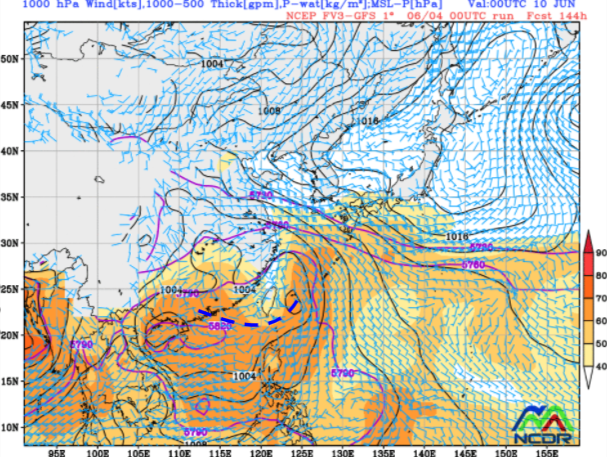 1000 hPa Wind[kts],1000-500 Thick[gpm],P-wat[kg/m²];MSL-P[hPa] Val:00UTC 10 JUN
NCEP FV3-GFS 1° 06/04 00UTC run Fcst 144h
50N
1004
45N
1008
1016
40N
35N
5730
5760
30N
1016
5730
5760
25N
1004
5790
1004
20N
5790
5820
15N
1004
5790
10N
5790
1008
90
80
70
60
50
40
NCDR
95E 100E 105E 110E 115E 120E 125E 130E 135E 140E 145E 150E 155E